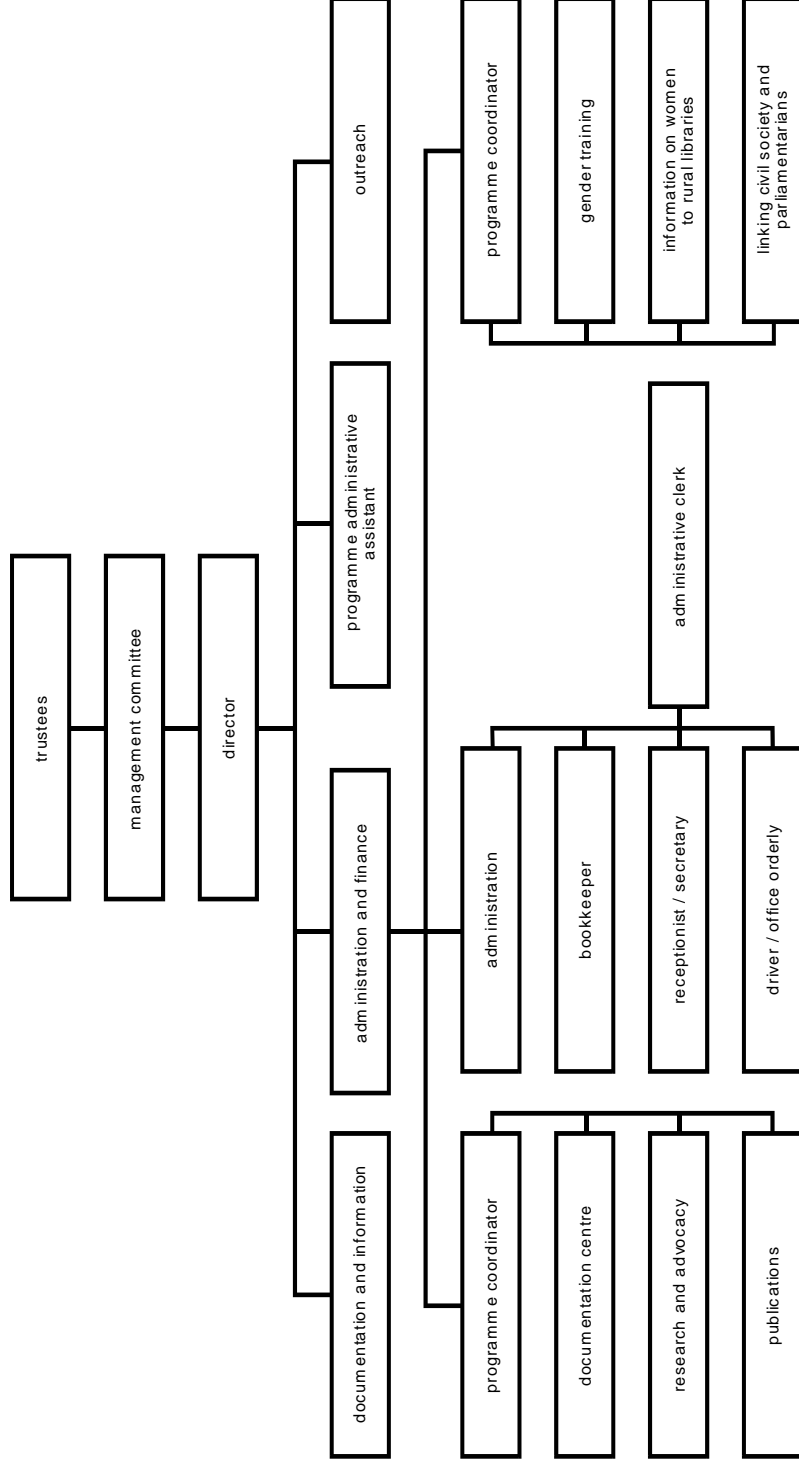 trustees
management committee
director
documentation and information
administration and finance
programme administrative
assistant
outreach
programme coordinator
administration
programme coordinator
documentation centre
bookkeeper
gender training
research and advocacy
receptionist / secretary
administrative clerk
information on women
to rural libraries
publications
driver / office orderly
linking civil society and
parliamentarians